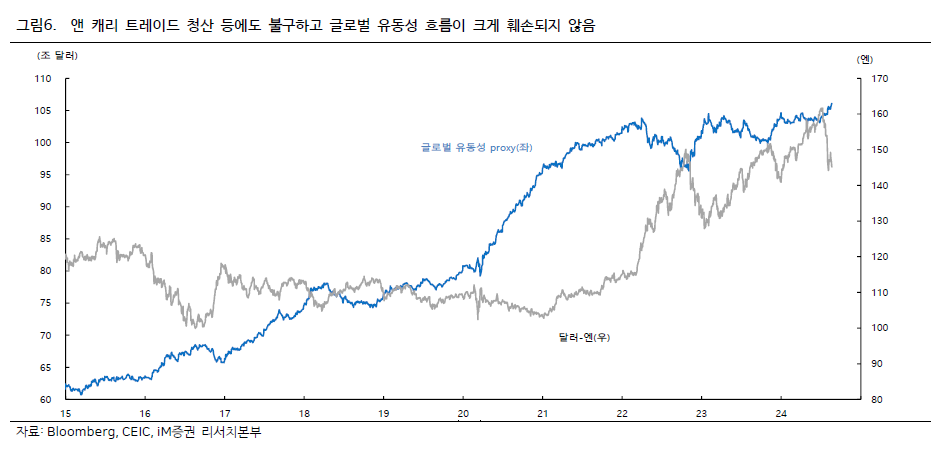 그림6. 앤 캐리 트레이드 청산 등에도 불구하고 글로벌 유동성 흐름이 크게 훼손되지 않음
(조 달러) (엔)
110 170
105 160
100 150
95 140
90 130
85 120
80 110
75 100
70 90
65 80
60
글로벌 유동성 proxy(좌)
달러-엔(우)
15 16 17 18 19 20 21 22 23 24
자료: Bloomberg, CEIC, iM증권 리서치본부